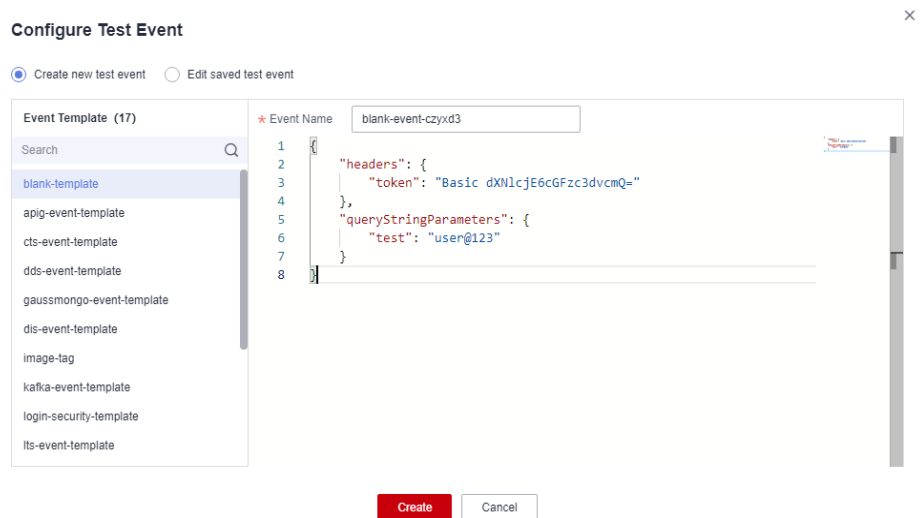 Configure Test Event
Create new test event Edit saved test event
Event Template (17)
Search
blank-template
apig-event-template
cts-event-template
dds-event-template
gaussmongo-event-template
dis-event-template
image-tag
kafka-event-template
login-security-template
lts-event-template
* Event Name blank-event-czyxd3
1 {
2 "headers": {
3 "token": "Basic dXNlcjE6cGFzc3dvcmQ="
4 },
5 "queryStringParameters": {
6 "test": "user@123"
7 }
8 }
Create Cancel